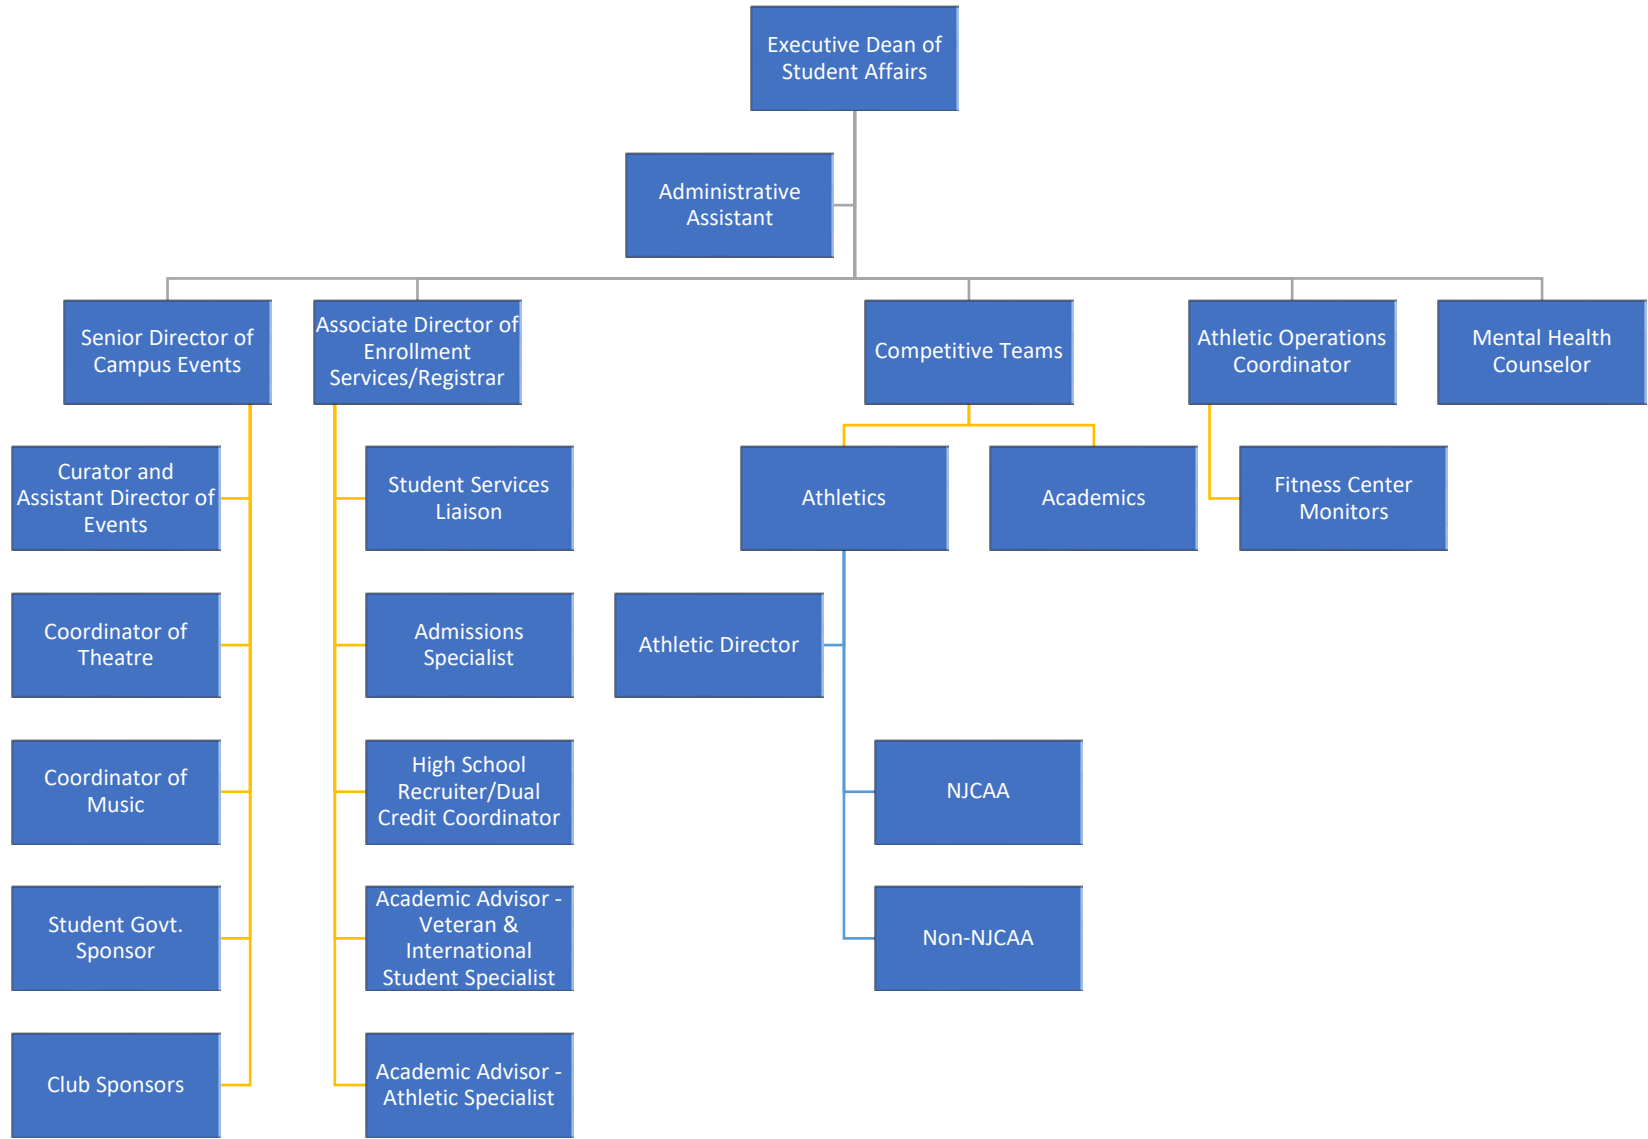 Executive Dean of
Student Affairs
Administrative
Assistant
Senior Director of
Campus Events
Associate Director of
Enrollment
Services/Registrar
Competitive Teams
Athletic Operations
Coordinator
Mental Health
Counselor
Curator and
Assistant Director of
Events
Student Services
Liaison
Athletics
Academics
Fitness Center
Monitors
Coordinator of
Theatre
Admissions
Specialist
Athletic Director
Coordinator of
Music
High School
Recruiter/Dual
Credit Coordinator
NJCAA
Student Govt.
Sponsor
Academic Advisor -
Veteran &
International
Student Specialist
Non-NJCAA
Club Sponsors
Academic Advisor -
Athletic Specialist